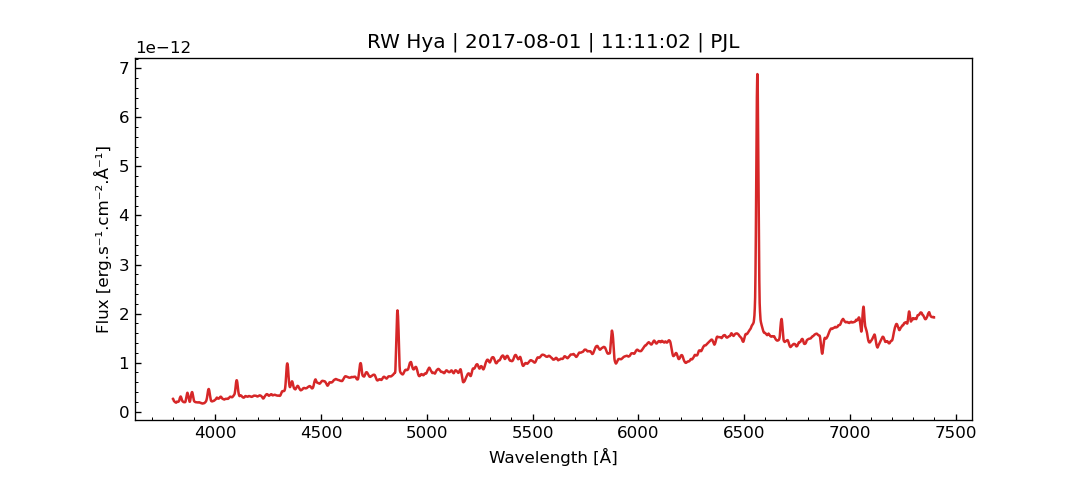 RW Hya | 2017-08-01 | 11:11:02 | PJL
1e−12
7
6
5
4
3
2
1
0
Flux [erg.s⁻¹.cm⁻².Å⁻¹]
4000 4500 5000 5500 6000 6500 7000 7500
Wavelength [Å]